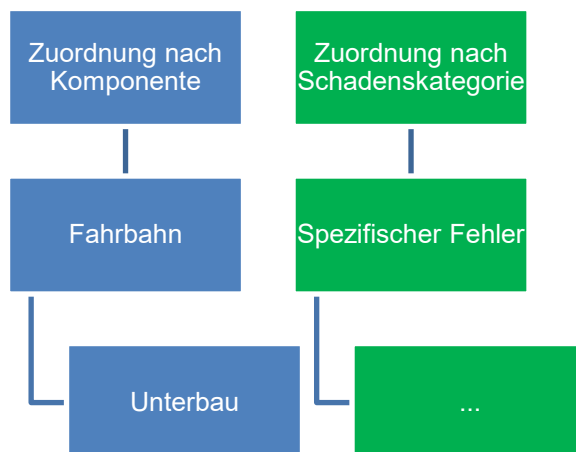 Zuordnung nach
Komponente
Zuordnung nach
Schadenskategorie
Fahrbahn
Spezifischer Fehler
Unterbau
...